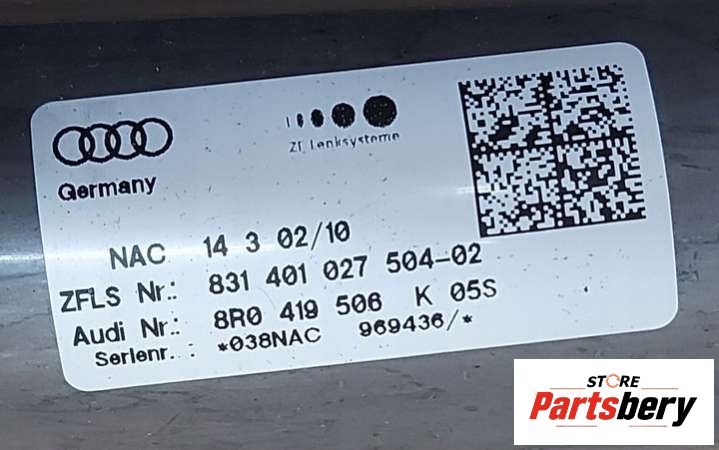 ZF Lenksysteme
Germany
NAC 14 3 02/10
ZFLS Nr.: 831 401 027 504-02
Audi Nr.: 8R0 419 506 K 05S
Serienr. : *038NAC 969436/*
STORE
Partsbery